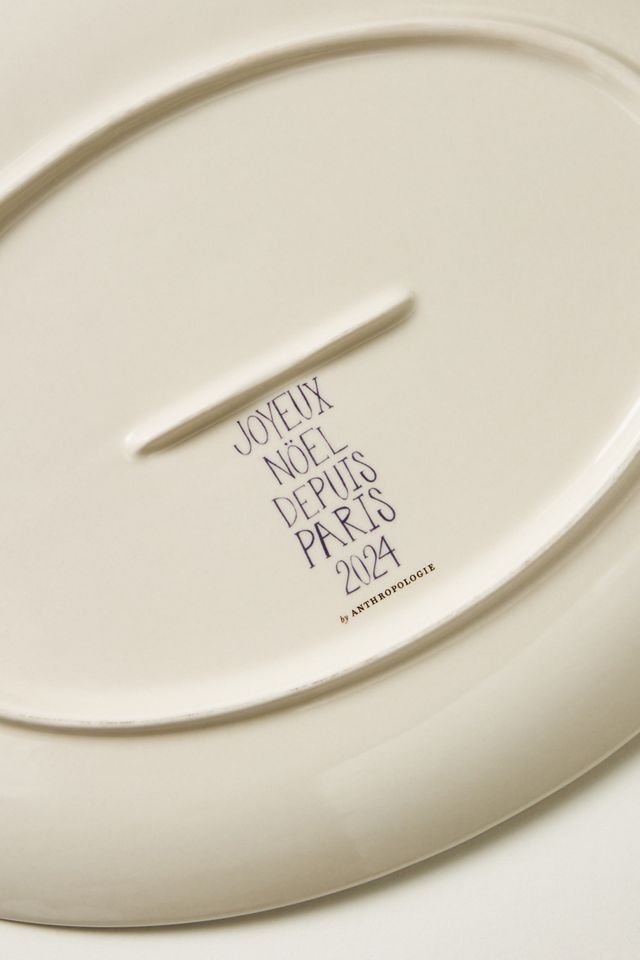 JOYEUX
NÖEL
DEPUIS
PARIS
2024
by ANTHROPOLOGIE